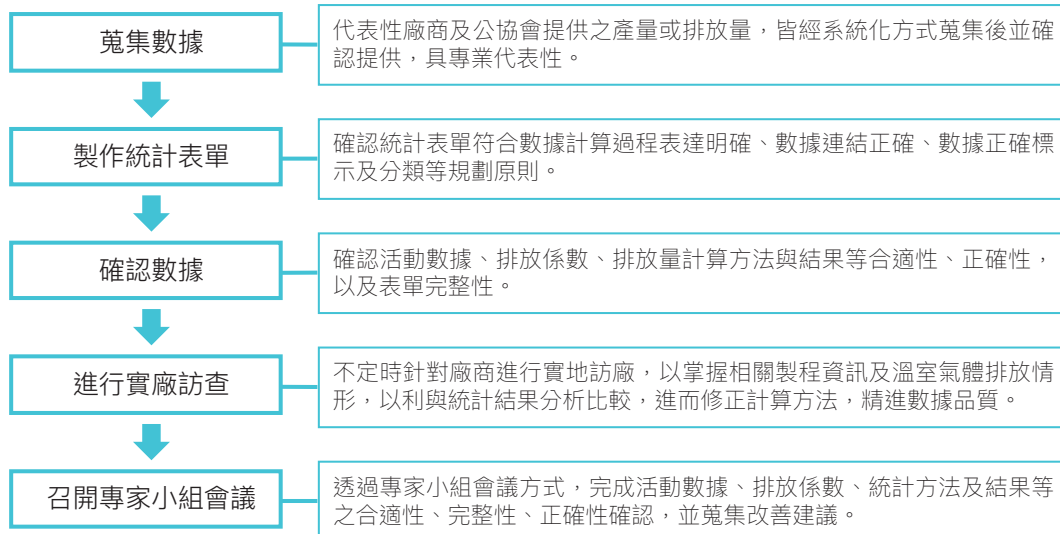 蒐集數據
代表性廠商及公協會提供之產量或排放量，皆經系統化方式蒐集後並確
認提供，具專業代表性。
製作統計表單
確認統計表單符合數據計算過程表達明確、數據連結正確、數據正確標
示及分類等規劃原則。
確認數據
確認活動數據、排放係數、排放量計算方法與結果等合適性、正確性，
以及表單完整性。
進行實廠訪查
不定時針對廠商進行實地訪廠，以掌握相關製程資訊及溫室氣體排放情
形，以利與統計結果分析比較，進而修正計算方法，精進數據品質。
召開專家小組會議
透過專家小組會議方式，完成活動數據、排放係數、統計方法及結果等
之合適性、完整性、正確性確認，並蒐集改善建議。